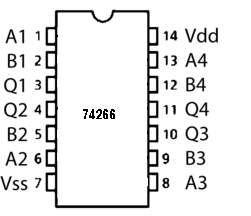 A1 1 14 Vdd
B1 2 13 A4
Q1 3 12 B4
Q2 4 74266 11 Q4
B2 5 10 Q3
A2 6 9 B3
Vss 7 8 A3